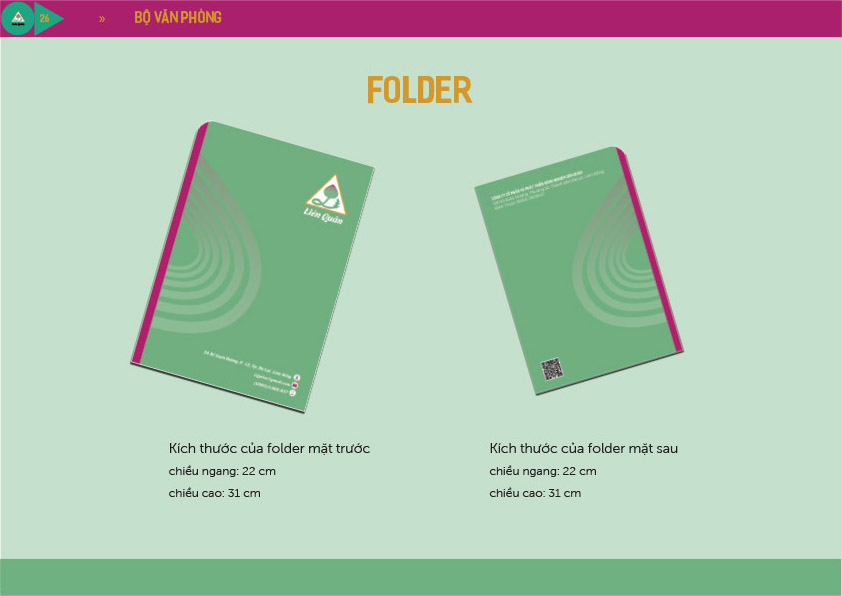 26
»
BỘ VĂN PHÒNG
FOLDER
Liên Quân
Kích thước của folder mặt trước
chiều ngang: 22 cm
chiều cao: 31 cm
Kích thước của folder mặt sau
chiều ngang: 22 cm
chiều cao: 31 cm